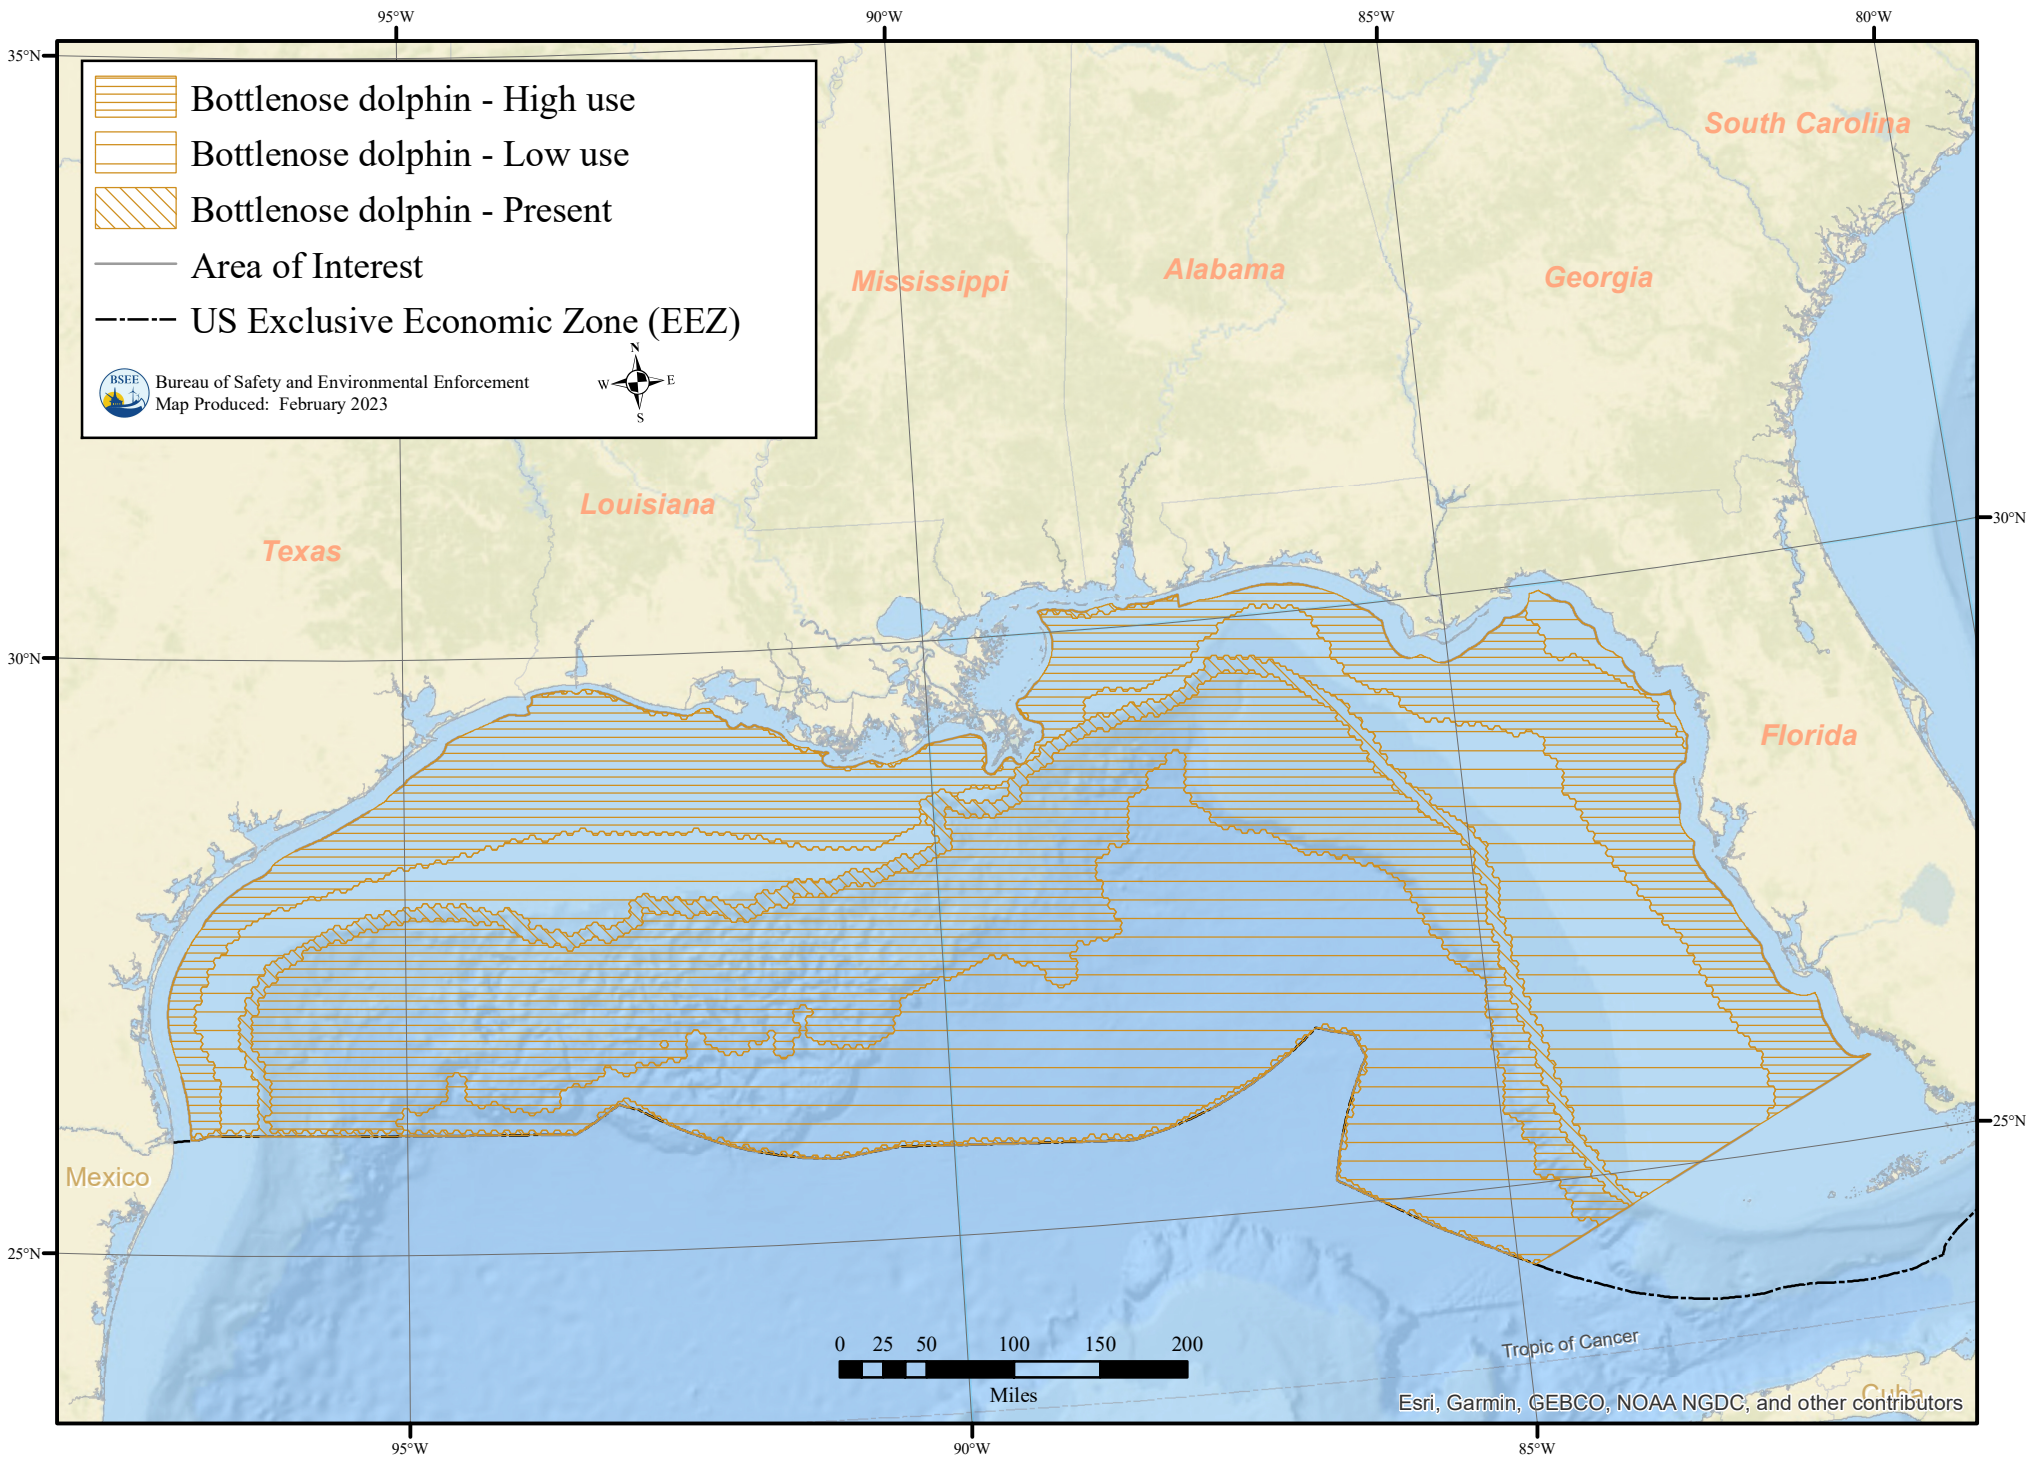 95°W 90°W 85°W 80°W
35°N
Bottlenose dolphin - High use
Bottlenose dolphin - Low use
Bottlenose dolphin - Present
Area of Interest
US Exclusive Economic Zone (EEZ)
BSEE
Bureau of Safety and Environmental Enforcement
Map Produced: February 2023
N
W E
S
South Carolina
Mississippi
Alabama
Georgia
Louisiana
Texas
30°N
30°N
Florida
25°N
Mexico
25°N
Tropic of Cancer
0 25 50 100 150 200
Miles
Cuba
Esri, Garmin, GEBCO, NOAA NGDC, and other contributors
95°W 90°W 85°W